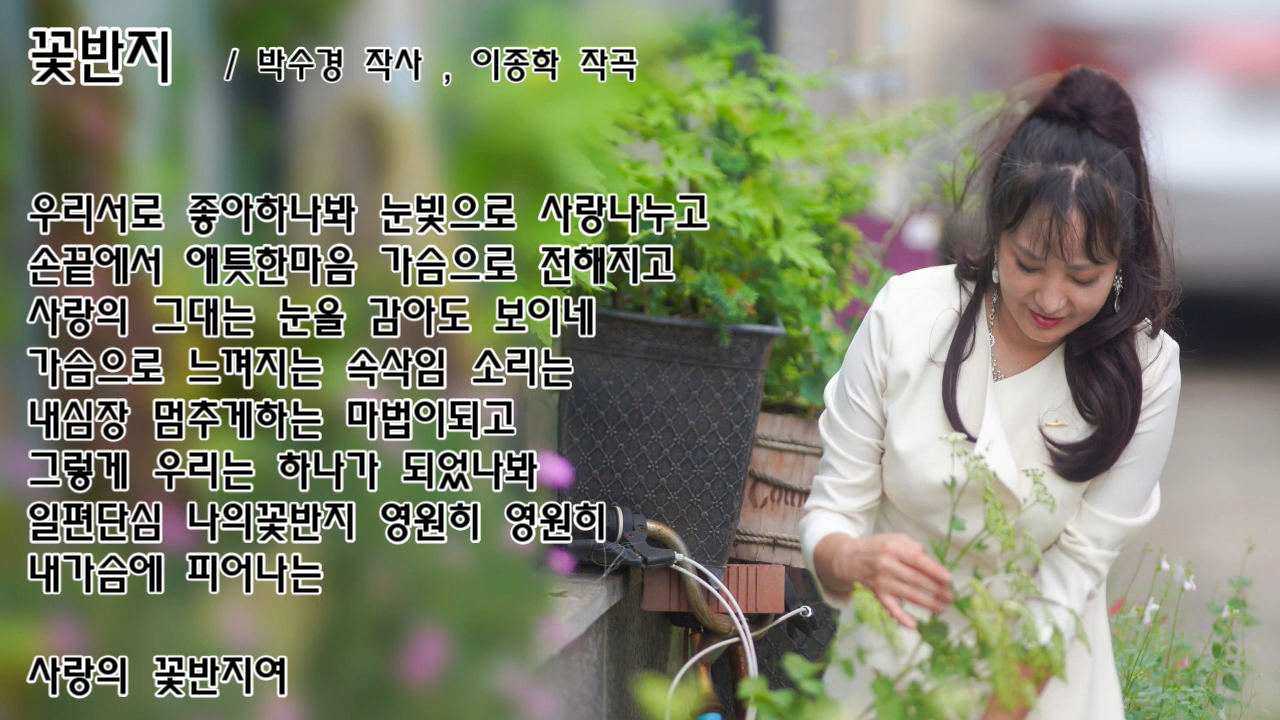 꽃반지 / 박수경 작사 , 이종학 작곡
우리서로 좋아하나봐 눈빛으로 사랑나누고
손끝에서 애틋한마음 가슴으로 전해지고
사랑의 그대는 눈을 감아도 보이네
가슴으로 느껴지는 속삭임 소리는
내심장 멈추게하는 마법이되고
그렇게 우리는 하나가 되었나봐
일편단심 나의꽃반지 영원히 영원히
내가슴에 피어나는
사랑의 꽃반지여